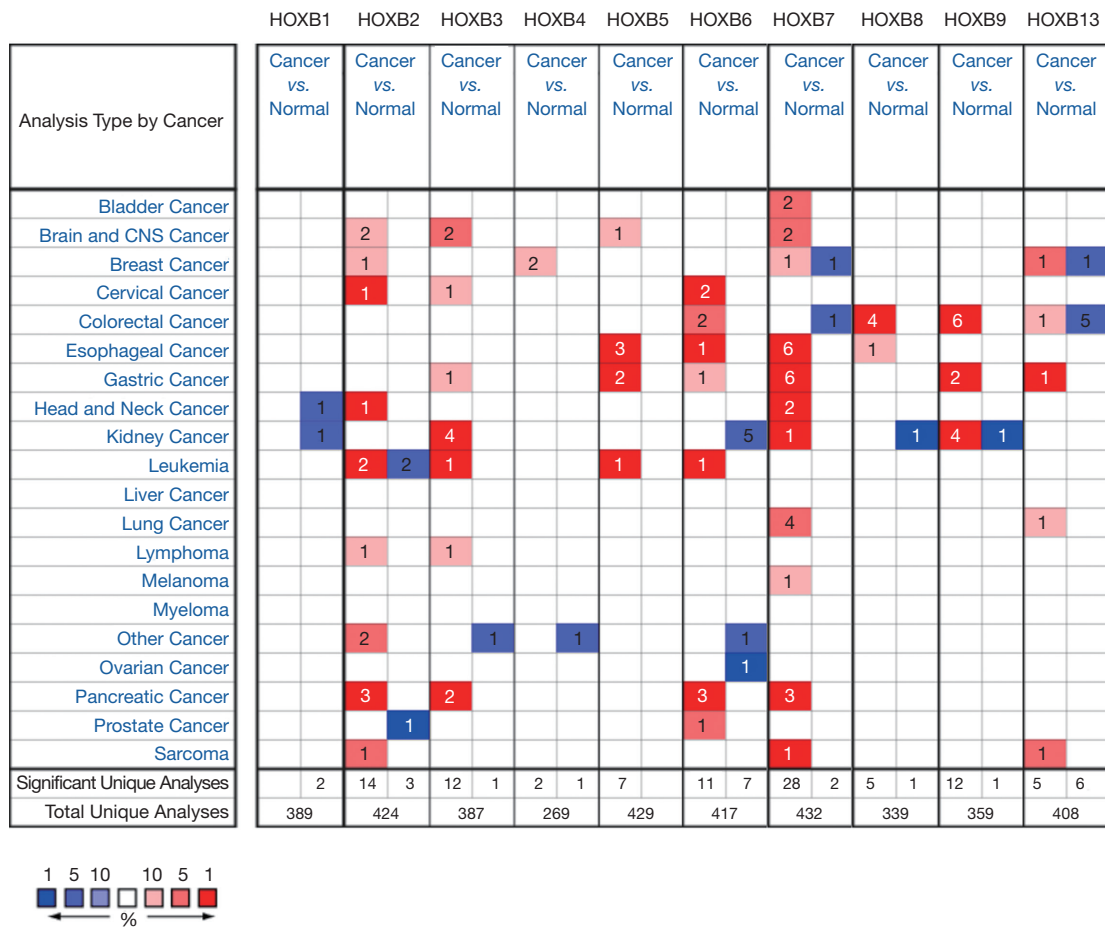 HOXB1 HOXB2 HOXB3 HOXB4 HOXB5 HOXB6 HOXB7 HOXB8 HOXB9 HOXB13
Analysis Type by Cancer
Cancer Cancer Cancer Cancer Cancer Cancer Cancer Cancer Cancer Cancer
vs. vs. vs. vs. vs. vs. vs. vs. vs. vs.
Normal Normal Normal Normal Normal Normal Normal Normal Normal Normal
Bladder Cancer 2
Brain and CNS Cancer 2 2 1 2
Breast Cancer 1 2 1 1 1 1
Cervical Cancer 1 1 2
Colorectal Cancer 2 1 4 6 1 5
Esophageal Cancer 3 1 6 1
Gastric Cancer 1 2 1 6 2 1
Head and Neck Cancer 1 1 2
Kidney Cancer 1 4 5 1 1 4 1
Leukemia 2 2 1 1 1
Liver Cancer
Lung Cancer 4 1
Lymphoma 1 1
Melanoma 1
Myeloma
Other Cancer 2 1 1 1
Ovarian Cancer 1
Pancreatic Cancer 3 2 3 3
Prostate Cancer 1 1
Sarcoma 1 1 1
Significant Unique Analyses 2 14 3 12 1 2 1 7 11 7 28 2 5 1 12 1 5 6
Total Unique Analyses 389 424 387 269 429 417 432 339 359 408
1 5 10 10 5 1
%